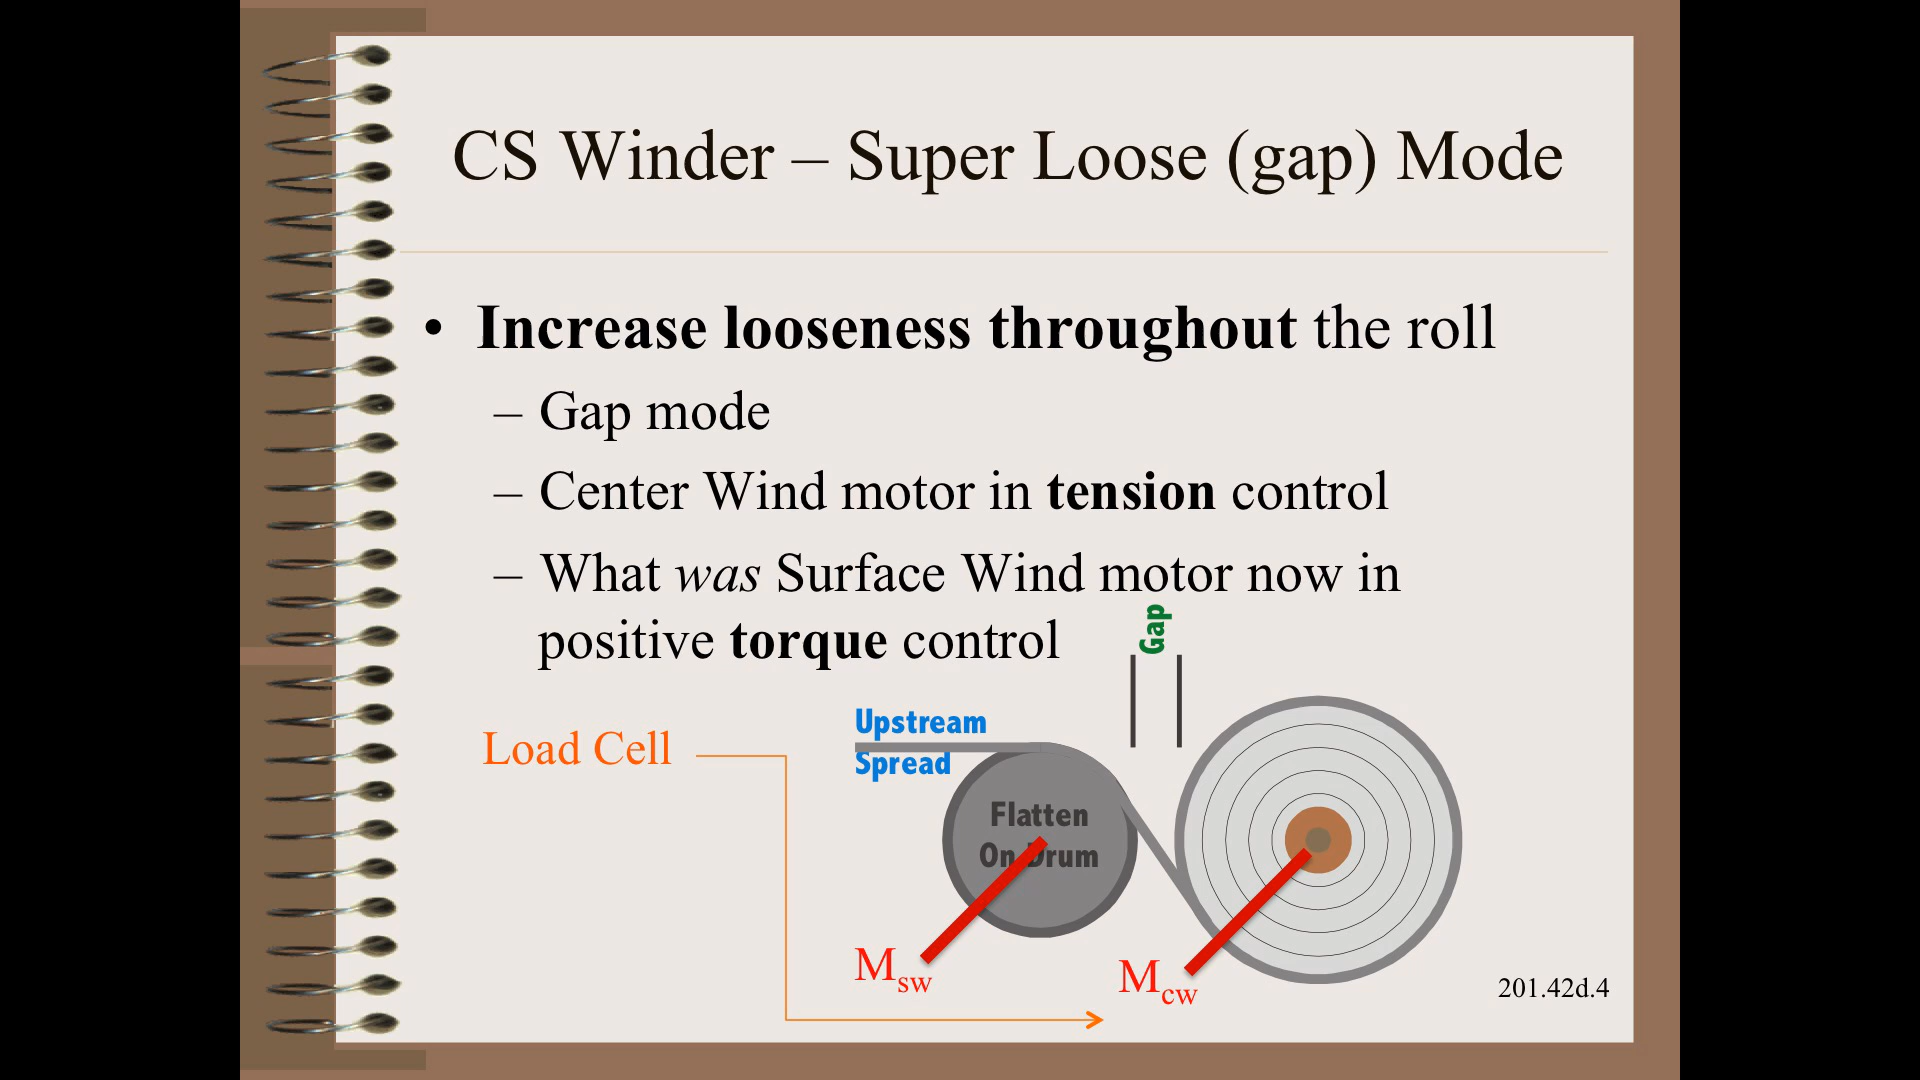 CS Winder – Super Loose (gap) Mode
• Increase looseness throughout the roll
– Gap mode
– Center Wind motor in tension control
– What was Surface Wind motor now in
positive torque control
Gap
Load Cell
Upstream
Spread
Flatten
On Drum
Msw
Mcw
201.42d.4